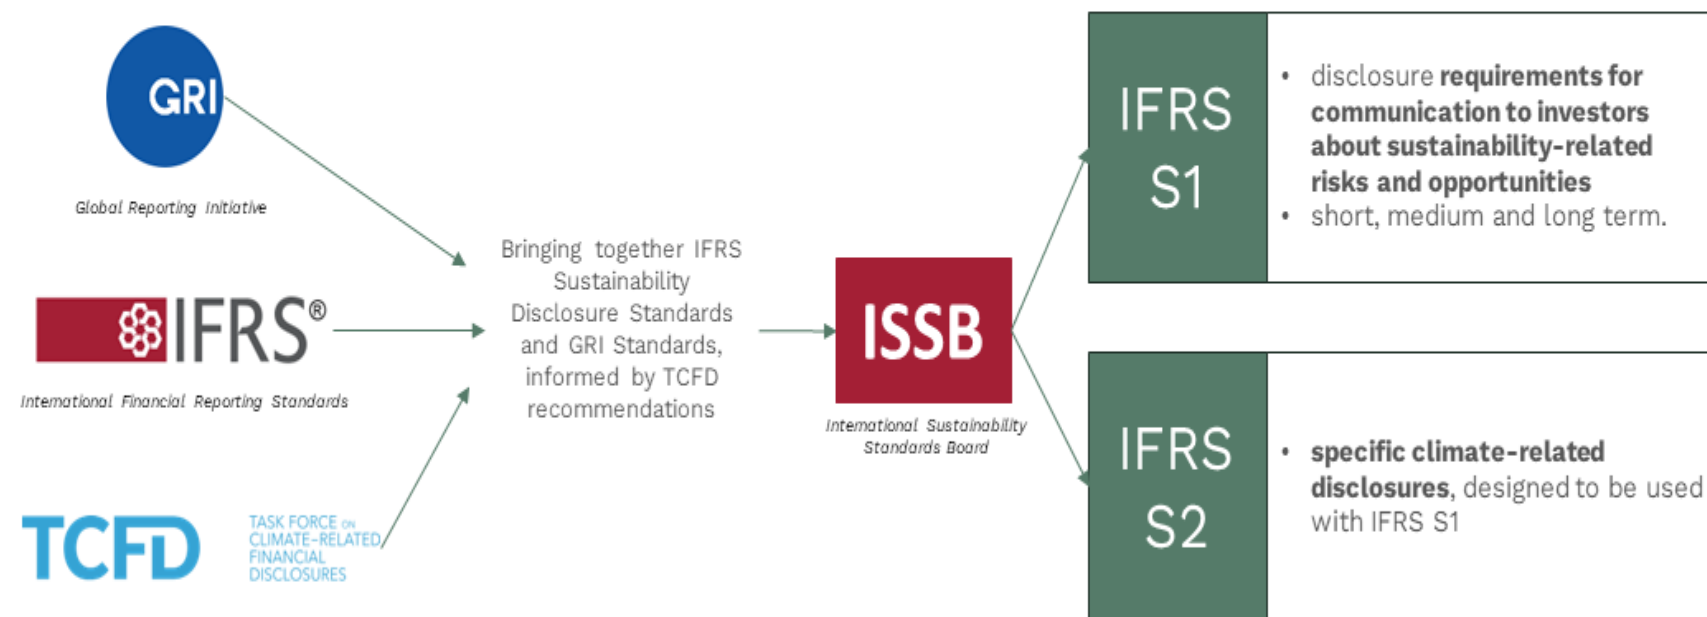 GRI
Global Reporting Initiative
IFRS®
International Financial Reporting Standards
TCFD
TASK FORCE ON
CLIMATE-RELATED
FINANCIAL
DISCLOSURES
Bringing together IFRS
Sustainability
Disclosure Standards
and GRI Standards,
informed by TCFD
recommendations
ISSB
International Sustainability
Standards Board
IFRS
S1
• disclosure requirements for
communication to investors
about sustainability-related
risks and opportunities
• short, medium and long term.
IFRS
S2
• specific climate-related
disclosures, designed to be used
with IFRS S1